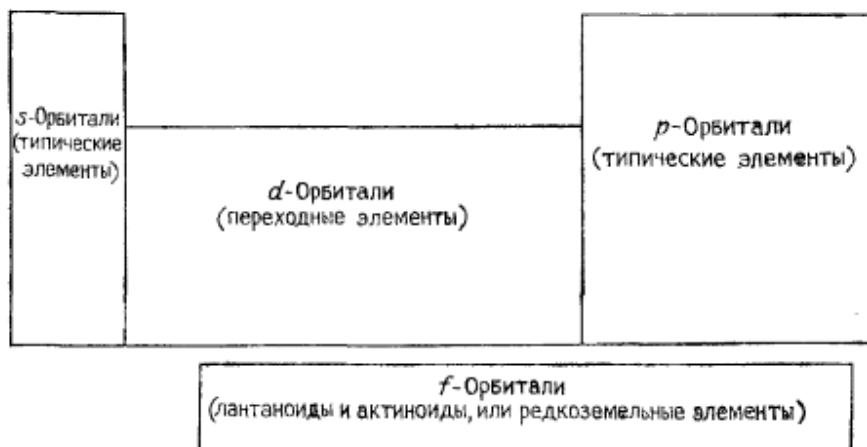 s-Орбитали
(типические
элементы)
d-Орбитали
(переходные элементы)
p-Орбитали
(типические элементы)
f-Орбитали
(лантаноиды и актиноиды, или редкоземельные элементы)